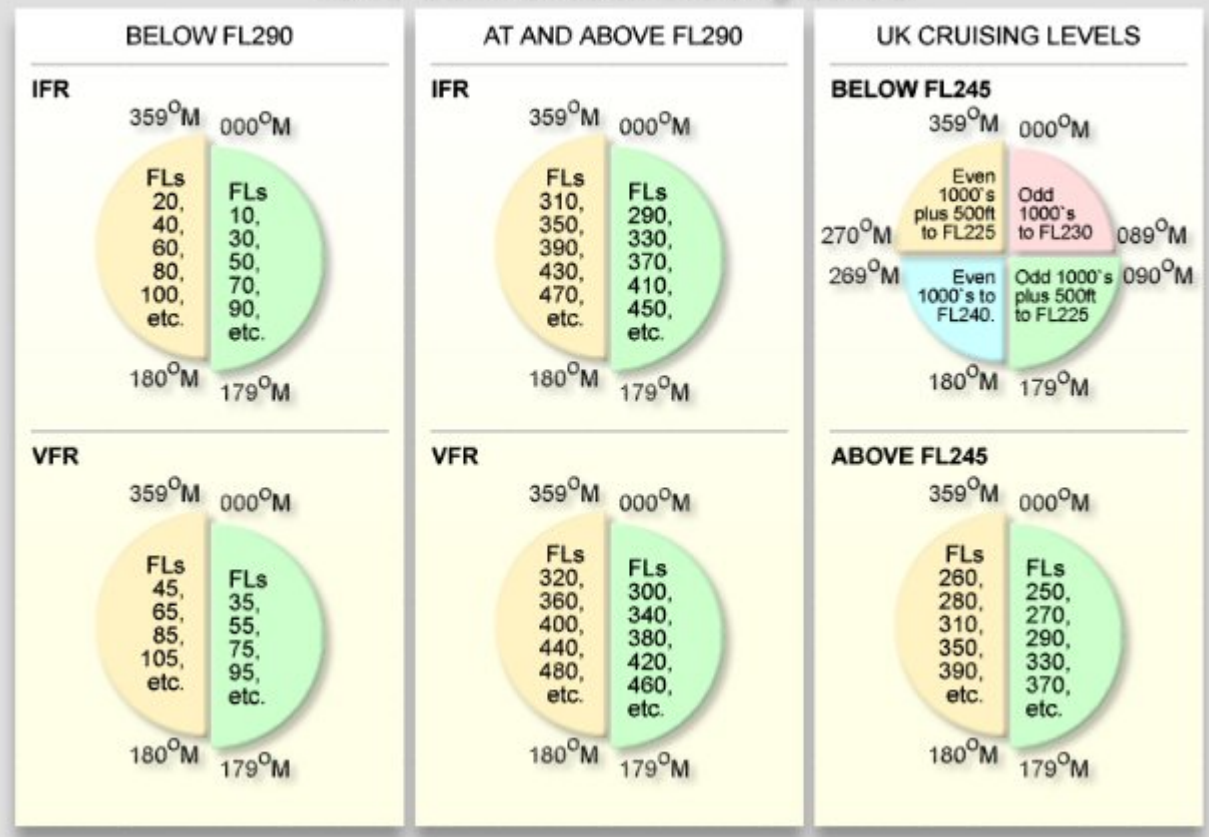 BELOW FL290
IFR
359°M
000°M
FLs
20,
40,
60,
80,
100,
etc.
FLs
10,
30,
50,
70,
90,
etc.
180°M
179°M
VFR
359°M
000°M
FLs
45,
65,
85,
105,
etc.
FLs
35,
55,
75,
95,
etc.
180°M
179°M
AT AND ABOVE FL290
IFR
359°M
000°M
FLs
310,
350,
390,
430,
470,
etc.
FLs
290,
330,
370,
410,
450,
etc.
180°M
179°M
VFR
359°M
000°M
FLs
320,
360,
400,
440,
480,
etc.
FLs
300,
340,
380,
420,
460,
etc.
180°M
179°M
UK CRUISING LEVELS
BELOW FL245
359°M
000°M
Even
1000`s
plus 500ft
to FL225
Odd
1000`s
to FL230
270°M
089°M
269°M
090°M
Even
1000`s to
FL240.
Odd 1000`s
plus 500ft
to FL225
180°M
179°M
ABOVE FL245
359°M
000°M
FLs
260,
280,
310,
350,
390,
etc.
FLs
250,
270,
290,
330,
370,
etc.
180°M
179°M